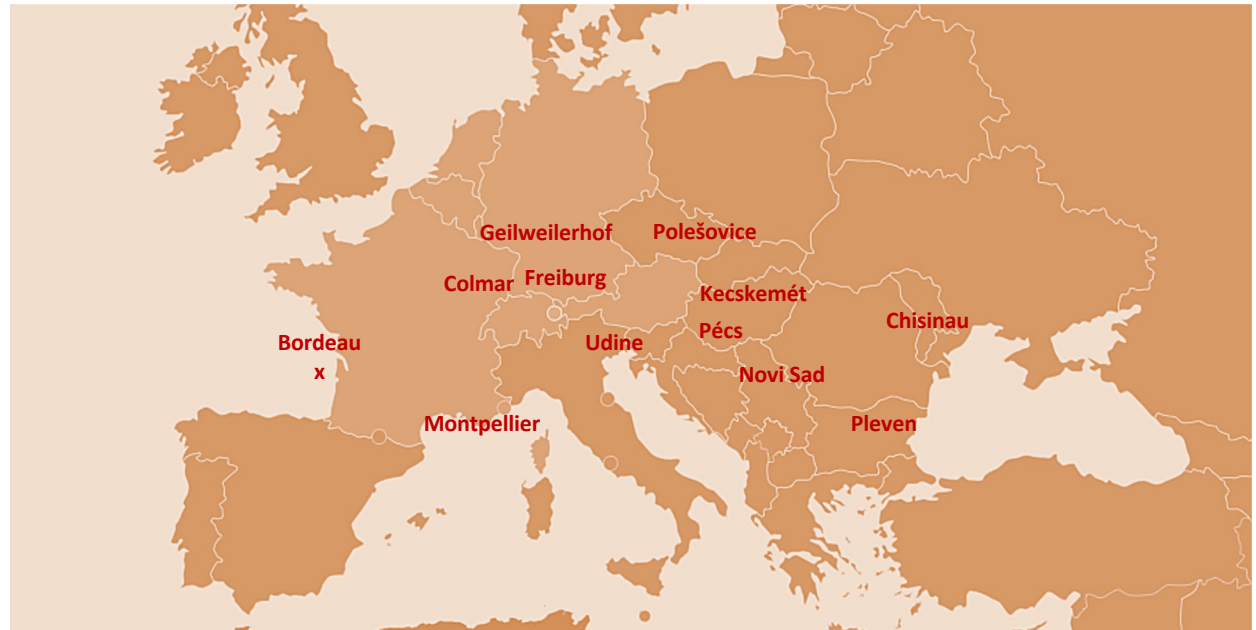 Geilweilerhof
Polešovice
Colmar
Freiburg
Kecskemét
Chisinau
Pécs
Bordeau
x
Udine
Novi Sad
Montpellier
Pleven